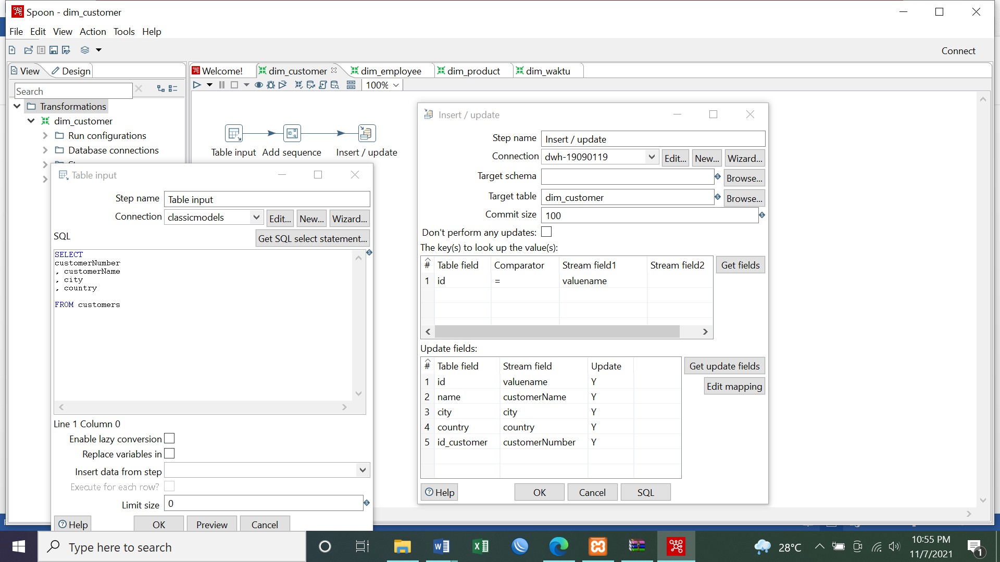 Spoon - dim_customer
File Edit View Action Tools Help
Connect
View Design
Welcome! dim_customer dim_employee dim_product dim_waktu
100%
Search
Transformations
dim_customer
Run configurations
Database connections
Table input Add sequence Insert / update
Table input
Step name Table input
Connection classicmodels Edit... New... Wizard...
SQL
Get SQL select statement...
SELECT
customerNumber
, customerName
, city
, country
FROM customers
Line 1 Column 0
Enable lazy conversion
Replace variables in
Insert data from step
Execute for each row?
Limit size 0
Help OK Preview Cancel
Insert / update
Step name Insert / update
Connection dwh-19090119 Edit... New... Wizard...
Target schema Browse...
Target table dim_customer Browse...
Commit size 100
Don't perform any updates:
The key(s) to look up the value(s):
# Table field Comparator Stream field1 Stream field2 Get fields
1 id = valuename
Update fields:
# Table field Stream field Update Get update fields
1 id valuename Y
Edit mapping
2 name customerName Y
3 city city Y
4 country country Y
5 id_customer customerNumber Y
Help OK Cancel SQL
Type here to search
28°C
10:55 PM
11/7/2021
1